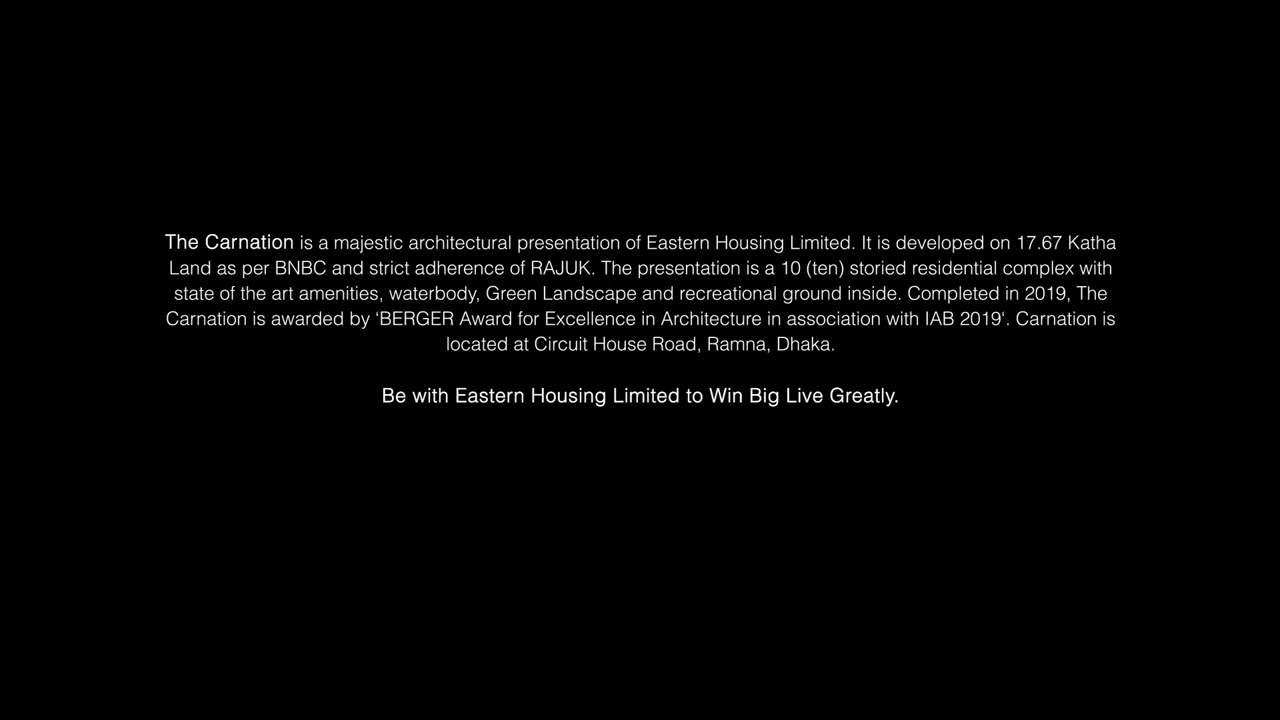 The Carnation is a majestic architectural presentation of Eastern Housing Limited. It is developed on 17.67 Katha
Land as per BNBC and strict adherence of RAJUK. The presentation is a 10 (ten) storied residential complex with
state of the art amenities, waterbody, Green Landscape and recreational ground inside. Completed in 2019, The
Carnation is awarded by ‘BERGER Award for Excellence in Architecture in association with IAB 2019‘. Carnation is
located at Circuit House Road, Ramna, Dhaka.
Be with Eastern Housing Limited to Win Big Live Greatly.